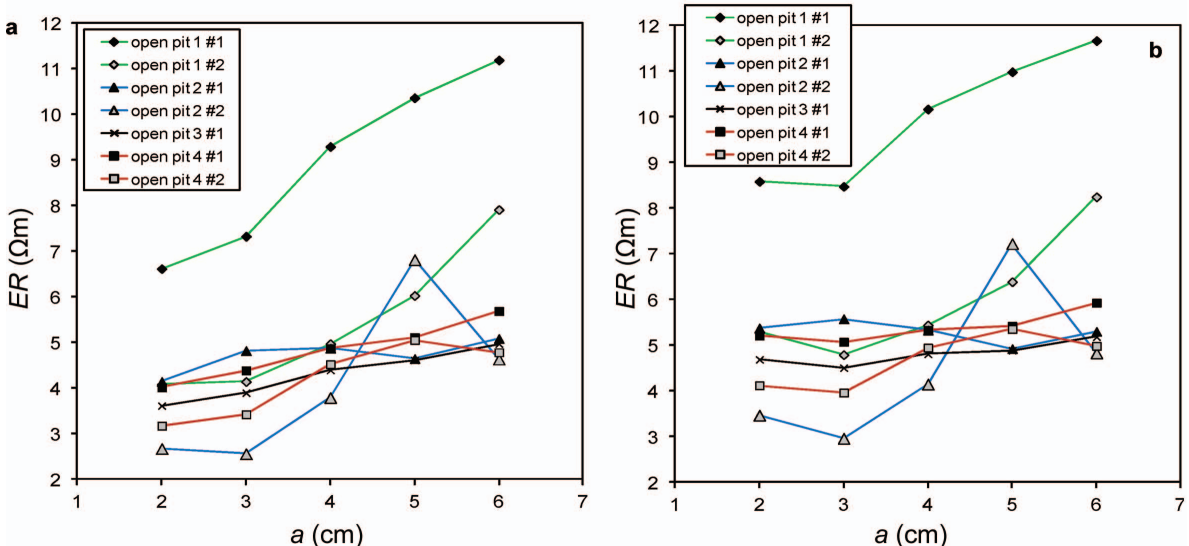 a
12
11
10
9
8
7
6
5
4
3
2
ER (Ωm)
open pit 1 #1
open pit 1 #2
open pit 2 #1
open pit 2 #2
open pit 3 #1
open pit 4 #1
open pit 4 #2
1 2 3 4 5 6 7
a (cm)
b
12
11
10
9
8
7
6
5
4
3
2
ER (Ωm)
open pit 1 #1
open pit 1 #2
open pit 2 #1
open pit 2 #2
open pit 3 #1
open pit 4 #1
open pit 4 #2
1 2 3 4 5 6 7
a (cm)